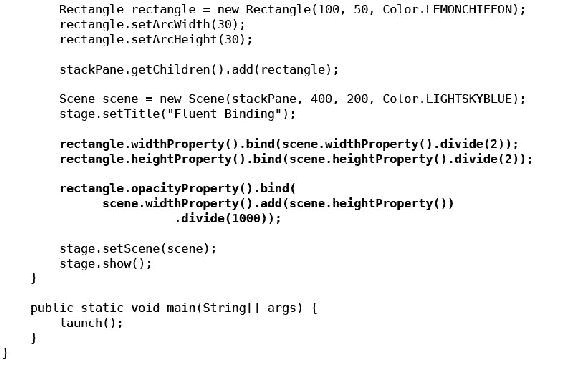 Rectangle rectangle = new Rectangle(100, 50, Color.LEMONCHIFFON);
rectangle.setArcWidth(30);
rectangle.setArcHeight(30);
stackPane.getChildren().add(rectangle);
Scene scene = new Scene(stackPane, 400, 200, Color.LIGHTSKYBLUE);
stage.setTitle("Fluent Binding");
rectangle.widthProperty().bind(scene.widthProperty().divide(2));
rectangle.heightProperty().bind(scene.heightProperty().divide(2));
rectangle.opacityProperty().bind(
scene.widthProperty().add(scene.heightProperty())
.divide(1000));
stage.setScene(scene);
stage.show();
}
public static void main(String[] args) {
launch();
}
}